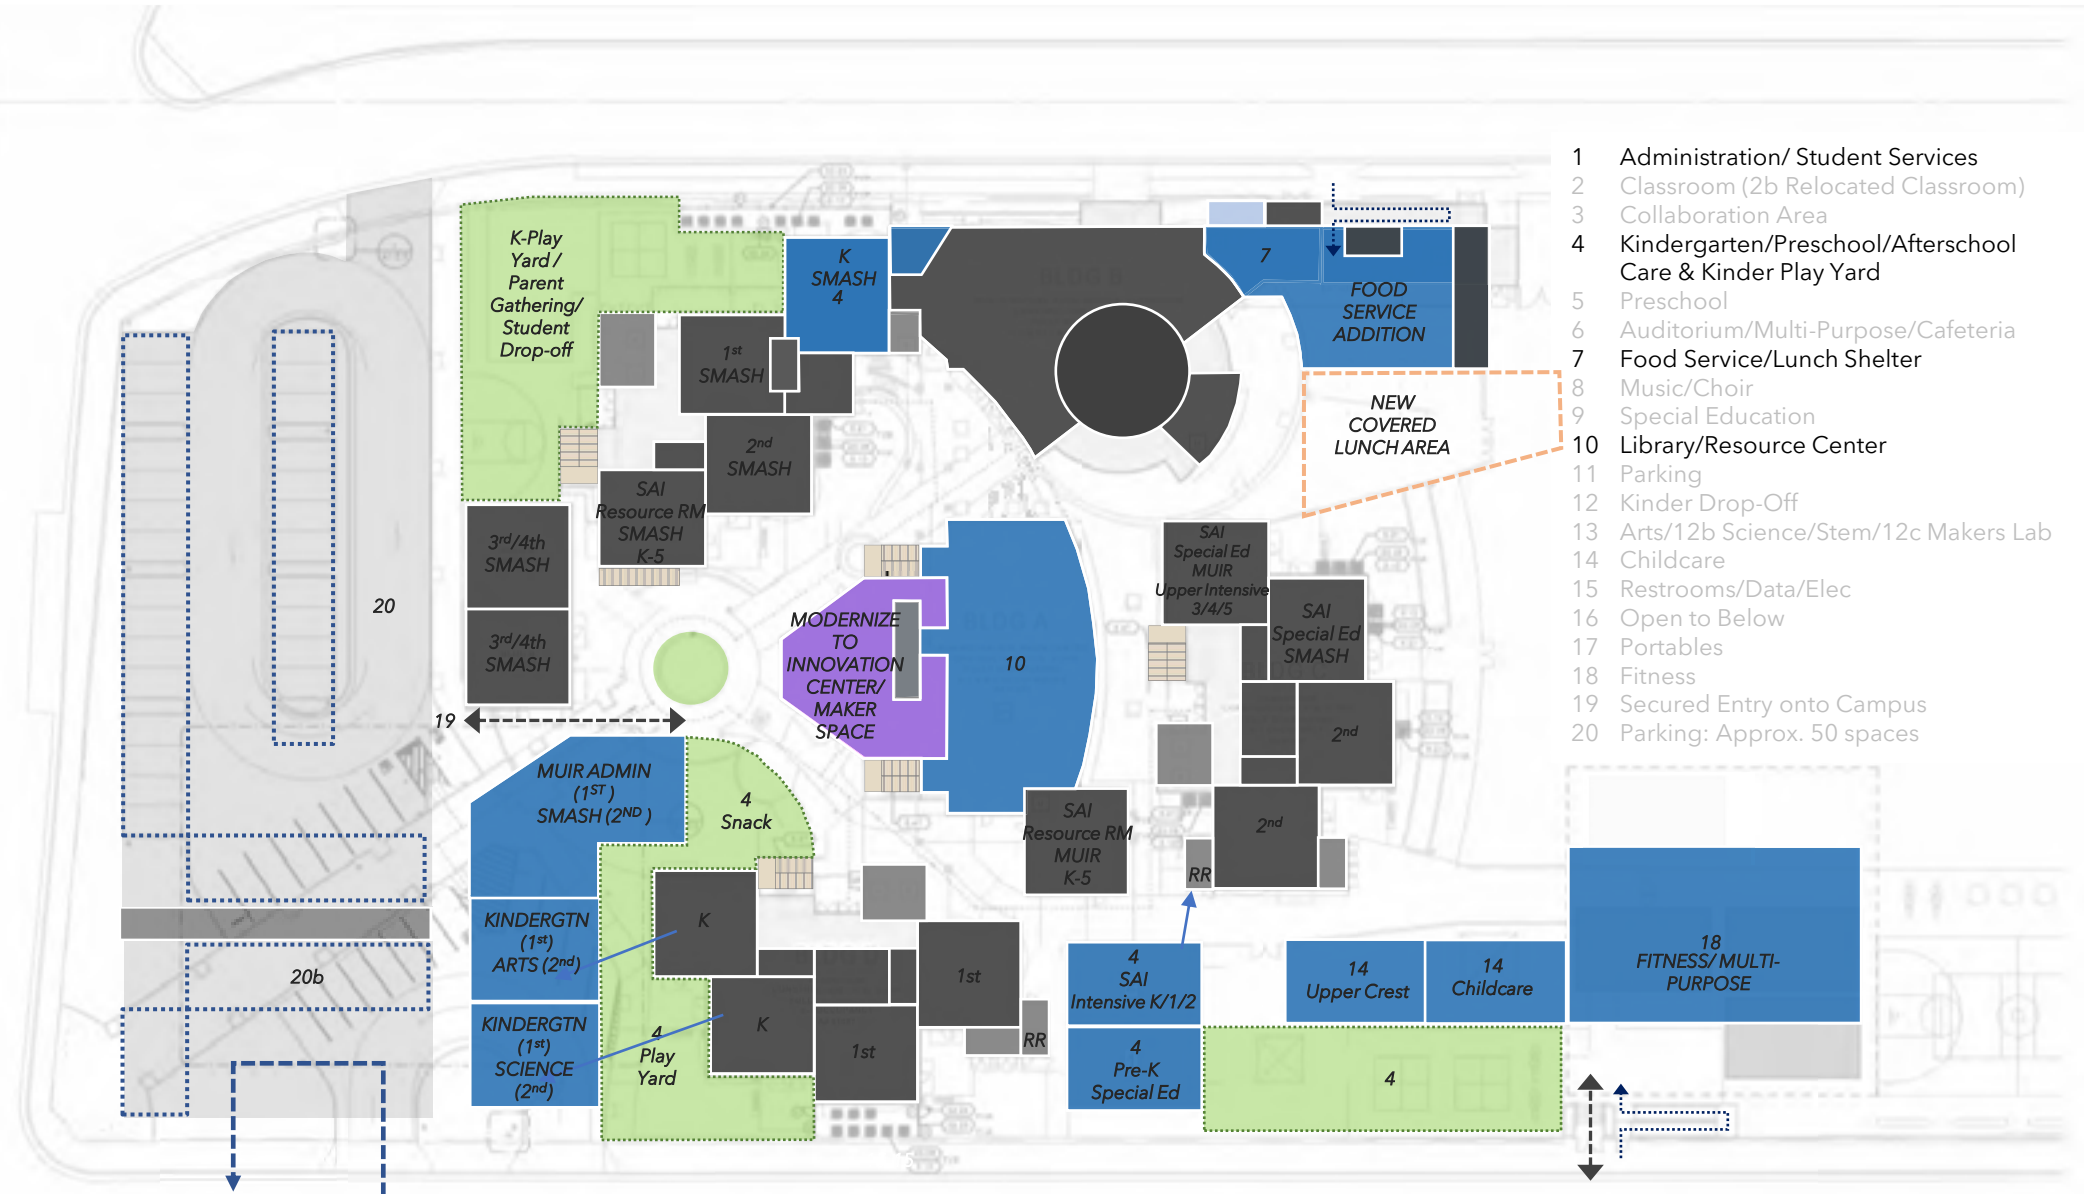 K-Play
Yard /
Parent
Gathering/
Student
Drop-off
K
SMASH
4
BLDG B
7
FOOD
SERVICE
ADDITION
1st
SMASH
2nd
SMASH
NEW
COVERED
LUNCH AREA
SAI
Resource RM
SMASH
K-5
3rd/4th
SMASH
3rd/4th
SMASH
20
19
MODERNIZE
TO
INNOVATION
CENTER/
MAKER
SPACE
BLDG A
10
SAI
Special Ed
MUIR
Upper Intensive
3/4/5
SAI
Special Ed
SMASH
2nd
2nd
RR
SAI
Resource RM
MUIR
K-5
MUIR ADMIN
(1ST)
SMASH (2ND )
4
Snack
KINDERGTN
(1st)
ARTS (2nd)
K
KINDERGTN
(1st)
SCIENCE
(2nd)
K
4
Play
Yard
1st
1st
RR
20b
4
SAI
Intensive K/1/2
4
Pre-K
Special Ed
14
Upper Crest
14
Childcare
18
FITNESS/ MULTI-
PURPOSE
4
1 Administration/ Student Services
2 Classroom (2b Relocated Classroom)
3 Collaboration Area
4 Kindergarten/Preschool/Afterschool
Care & Kinder Play Yard
5 Preschool
6 Auditorium/Multi-Purpose/Cafeteria
7 Food Service/Lunch Shelter
8 Music/Choir
9 Special Education
10 Library/Resource Center
11 Parking
12 Kinder Drop-Off
13 Arts/12b Science/Stem/12c Makers Lab
14 Childcare
15 Restrooms/Data/Elec
16 Open to Below
17 Portables
18 Fitness
19 Secured Entry onto Campus
20 Parking: Approx. 50 spaces